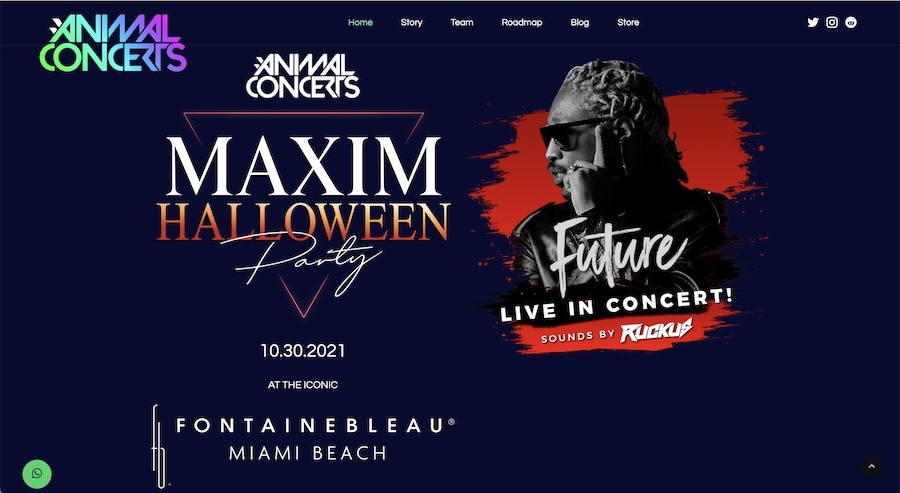 ANIMAL
CONCERTS
Home Story Team Roadmap Blog Store
ANIMAL
CONCERTS
MAXIM
HALLOWEEN
Party
10.30.2021
AT THE ICONIC
FONTAINEBLEAU®
MIAMI BEACH
Future
LIVE IN CONCERT!
SOUNDS BY RUCKUS